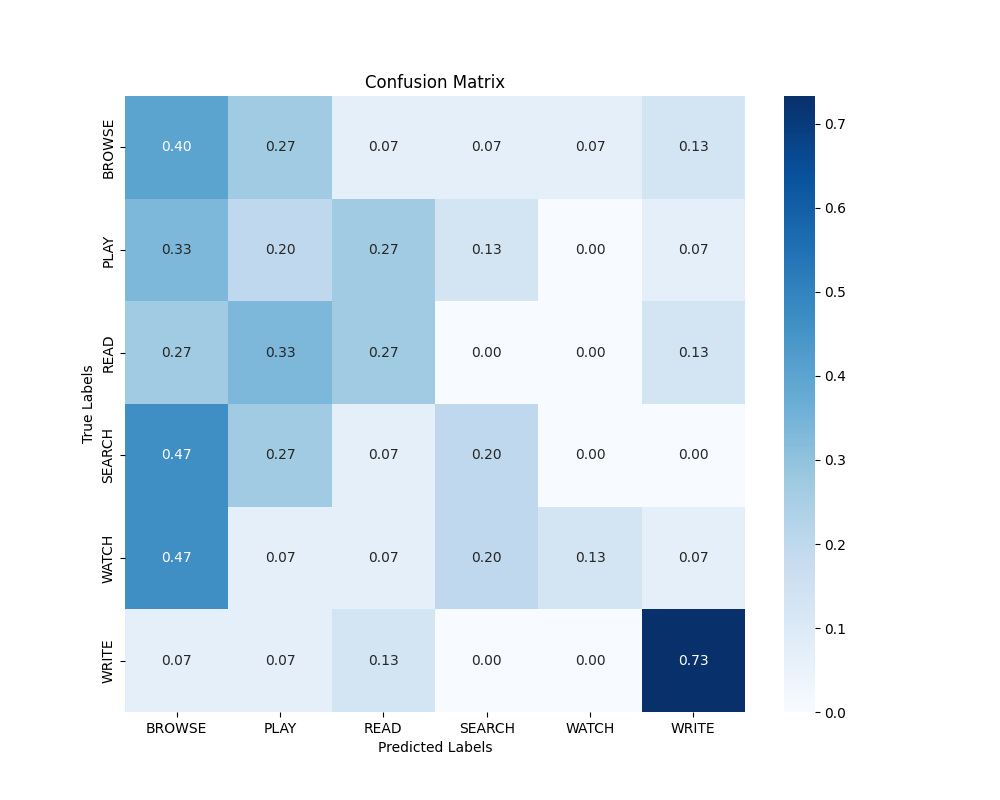 Confusion Matrix
BROWSE 0.40 0.27 0.07 0.07 0.07 0.13
PLAY 0.33 0.20 0.27 0.13 0.00 0.07
READ 0.27 0.33 0.27 0.00 0.00 0.13
SEARCH 0.47 0.27 0.07 0.20 0.00 0.00
WATCH 0.47 0.07 0.07 0.20 0.13 0.07
WRITE 0.07 0.07 0.13 0.00 0.00 0.73
BROWSE PLAY READ SEARCH WATCH WRITE
Predicted Labels
True Labels
0.7
0.6
0.5
0.4
0.3
0.2
0.1
0.0